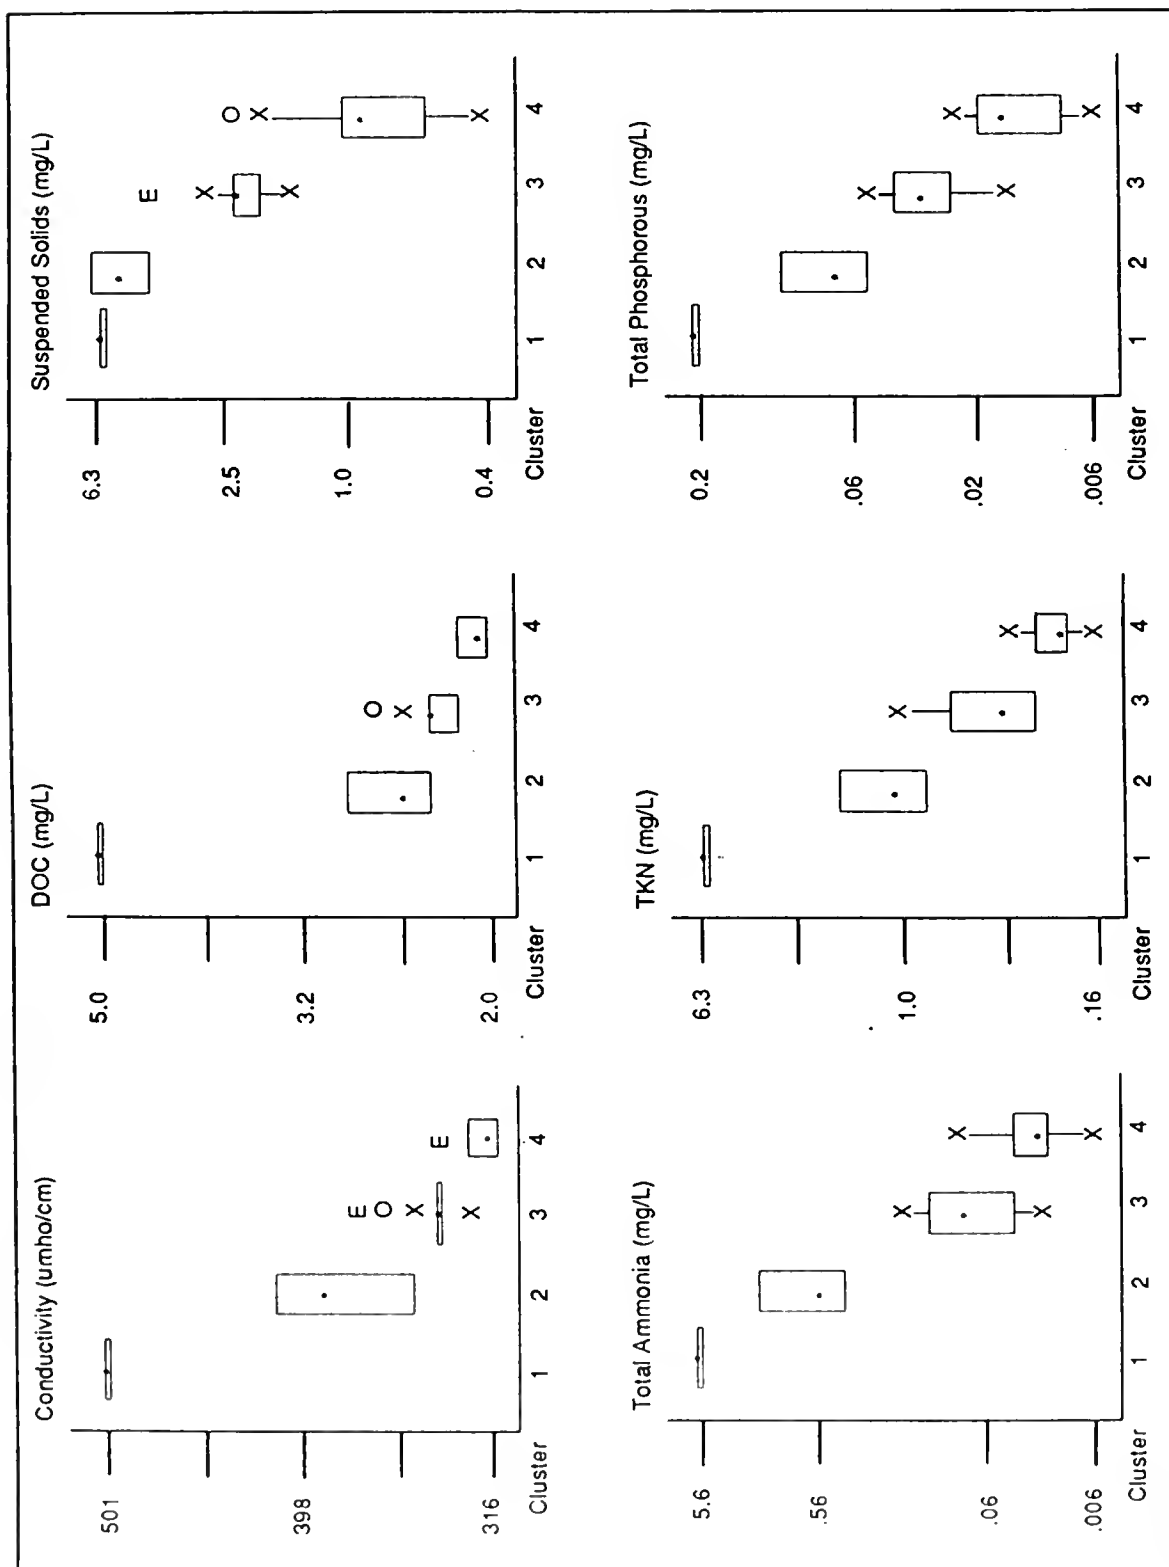 Conductivity (umho/cm)
501
398
316
Cluster
1 2 3 4
E
O
X
X
E
DOC (mg/L)
5.0
3.2
2.0
Cluster
1 2 3 4
O
X
Suspended Solids (mg/L)
6.3
2.5
1.0
0.4
Cluster
1 2 3 4
E
X
X
O
X
X
Total Ammonia (mg/L)
5.6
.56
.06
.006
Cluster
1 2 3 4
X
X
X
X
TKN (mg/L)
6.3
1.0
.16
Cluster
1 2 3 4
X
X
X
Total Phosphorous (mg/L)
0.2
.06
.02
.006
Cluster
1 2 3 4
X
X
X
X